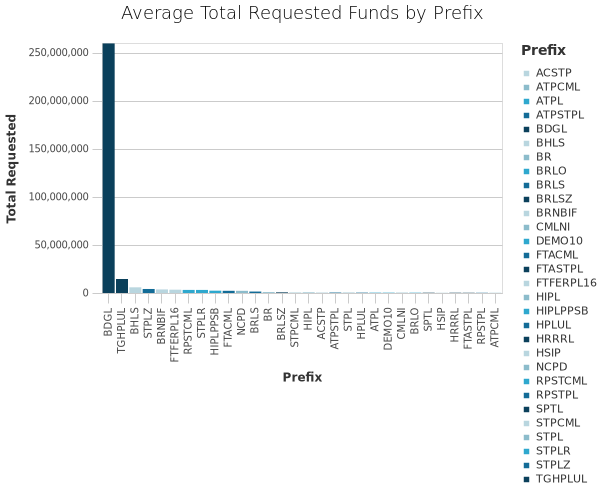 Average Total Requested Funds by Prefix
Total Requested
250,000,000
200,000,000
150,000,000
100,000,000
50,000,000
0
BDGL
TGHPLUL
BHLS
STPLZ
BRNBIF
FTFERPL16
RPSTCML
STPLR
HIPLPPSB
FTACML
NCPD
BRLS
BR
BRLSZ
STPCML
HIPL
ACSTP
ATPSTPL
STPL
HPLUL
ATPL
DEMO10
CMLNI
BRLO
SPTL
HSIP
HRRRL
FTASTPL
RPSTPL
ATPCML
Prefix
Prefix
ACSTP
ATPCML
ATPL
ATPSTPL
BDGL
BHLS
BR
BRLO
BRLS
BRLSZ
BRNBIF
CMLNI
DEMO10
FTACML
FTASTPL
FTFERPL16
HIPL
HIPLPPSB
HPLUL
HRRRL
HSIP
NCPD
RPSTCML
RPSTPL
SPTL
STPCML
STPL
STPLR
STPLZ
TGHPLUL